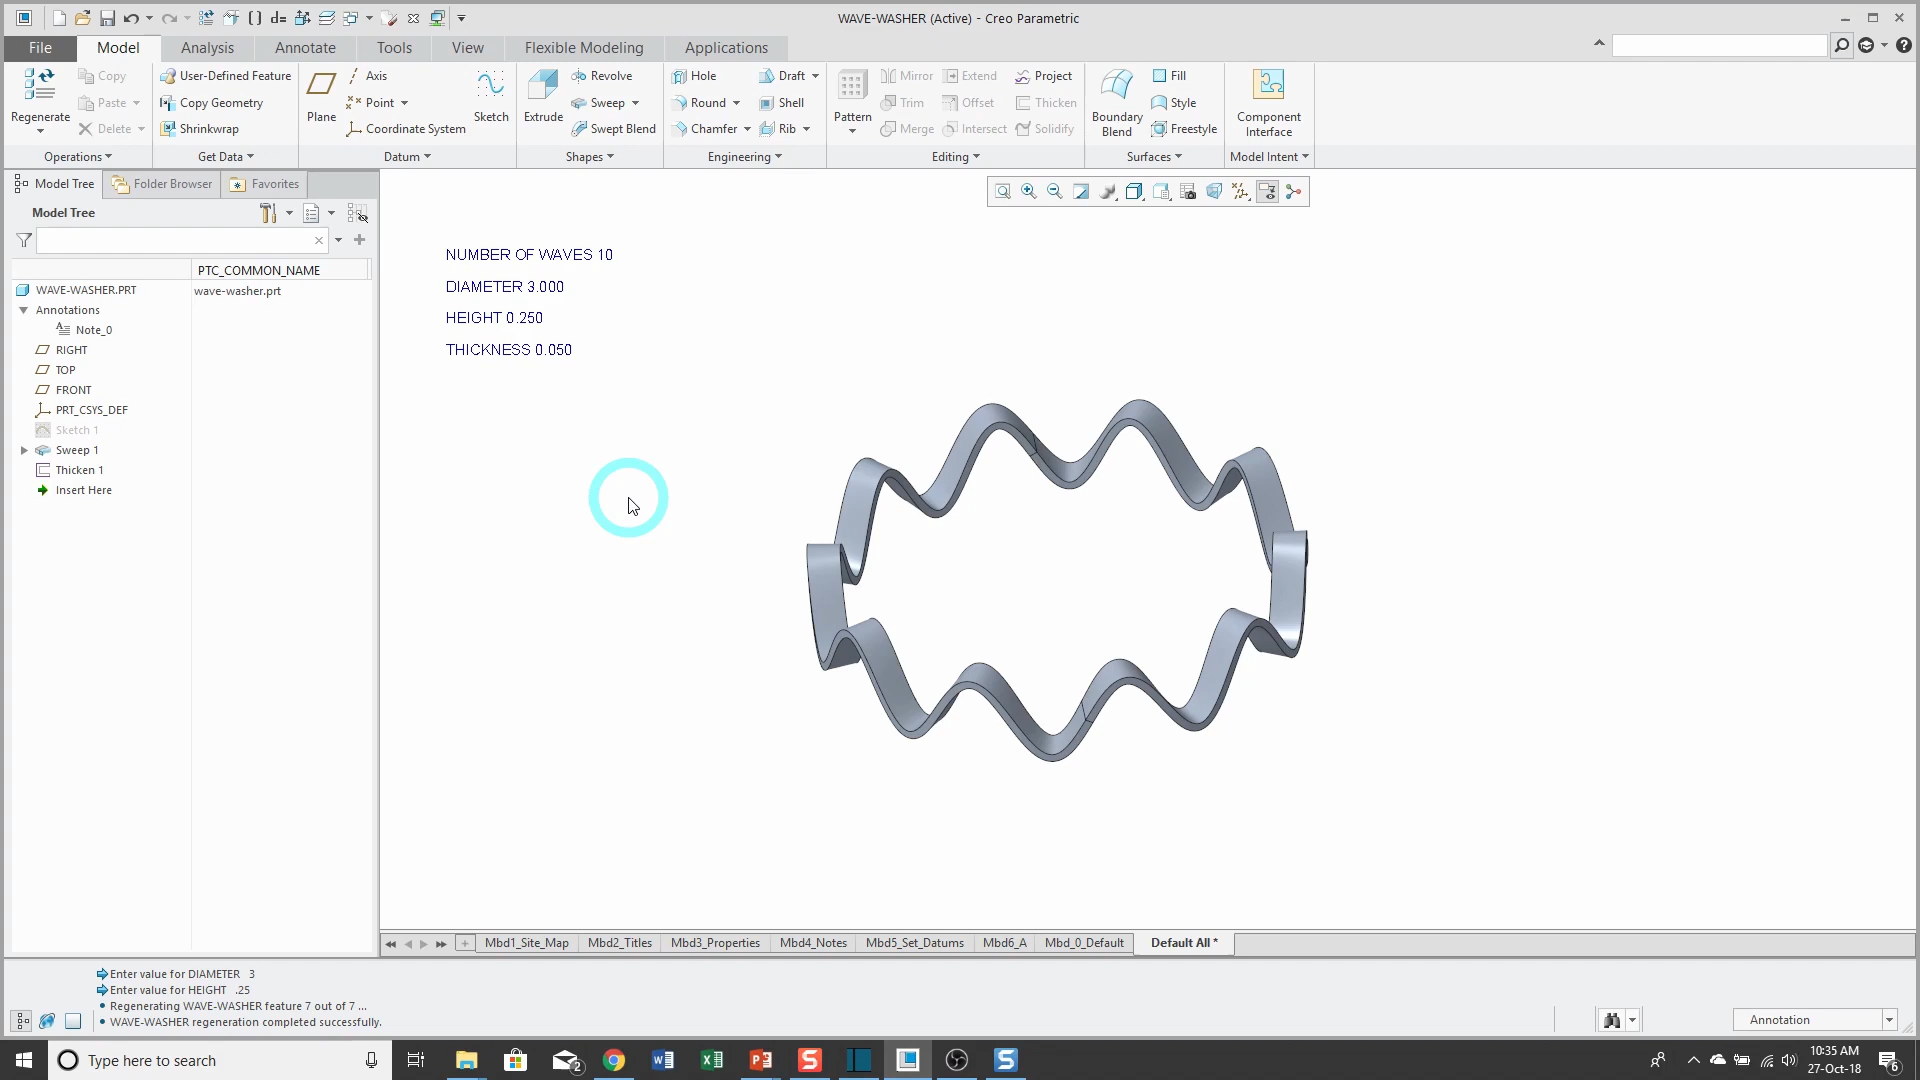 WAVE-WASHER (Active) - Creo Parametric
File Model Analysis Annotate Tools View Flexible Modeling Applications
Regenerate Copy Paste Delete
User-Defined Feature Copy Geometry Shrinkwrap
Plane Axis Point Coordinate System Sketch
Extrude Revolve Sweep Swept Blend
Hole Round Chamfer Draft Shell Rib
Pattern Mirror Trim Merge Extend Offset Intersect Project Thicken Solidify
Boundary Blend Fill Style Freestyle
Component Interface
Operations Get Data Datum Shapes Engineering Editing Surfaces Model Intent
Model Tree Folder Browser Favorites
Model Tree
PTC_COMMON_NAME
WAVE-WASHER.PRT wave-washer.prt
Annotations
Note_0
RIGHT
TOP
FRONT
PRT_CSYS_DEF
Sketch 1
Sweep 1
Thicken 1
Insert Here
NUMBER OF WAVES 10
DIAMETER 3.000
HEIGHT 0.250
THICKNESS 0.050
Mbd1_Site_Map Mbd2_Titles Mbd3_Properties Mbd4_Notes Mbd5_Set_Datums Mbd6_A Mbd_0_Default Default All *
Enter value for DIAMETER 3
Enter value for HEIGHT .25
Regenerating WAVE-WASHER feature 7 out of 7 ...
WAVE-WASHER regeneration completed successfully.
Annotation
Type here to search
2
10:35 AM
27-Oct-18
6